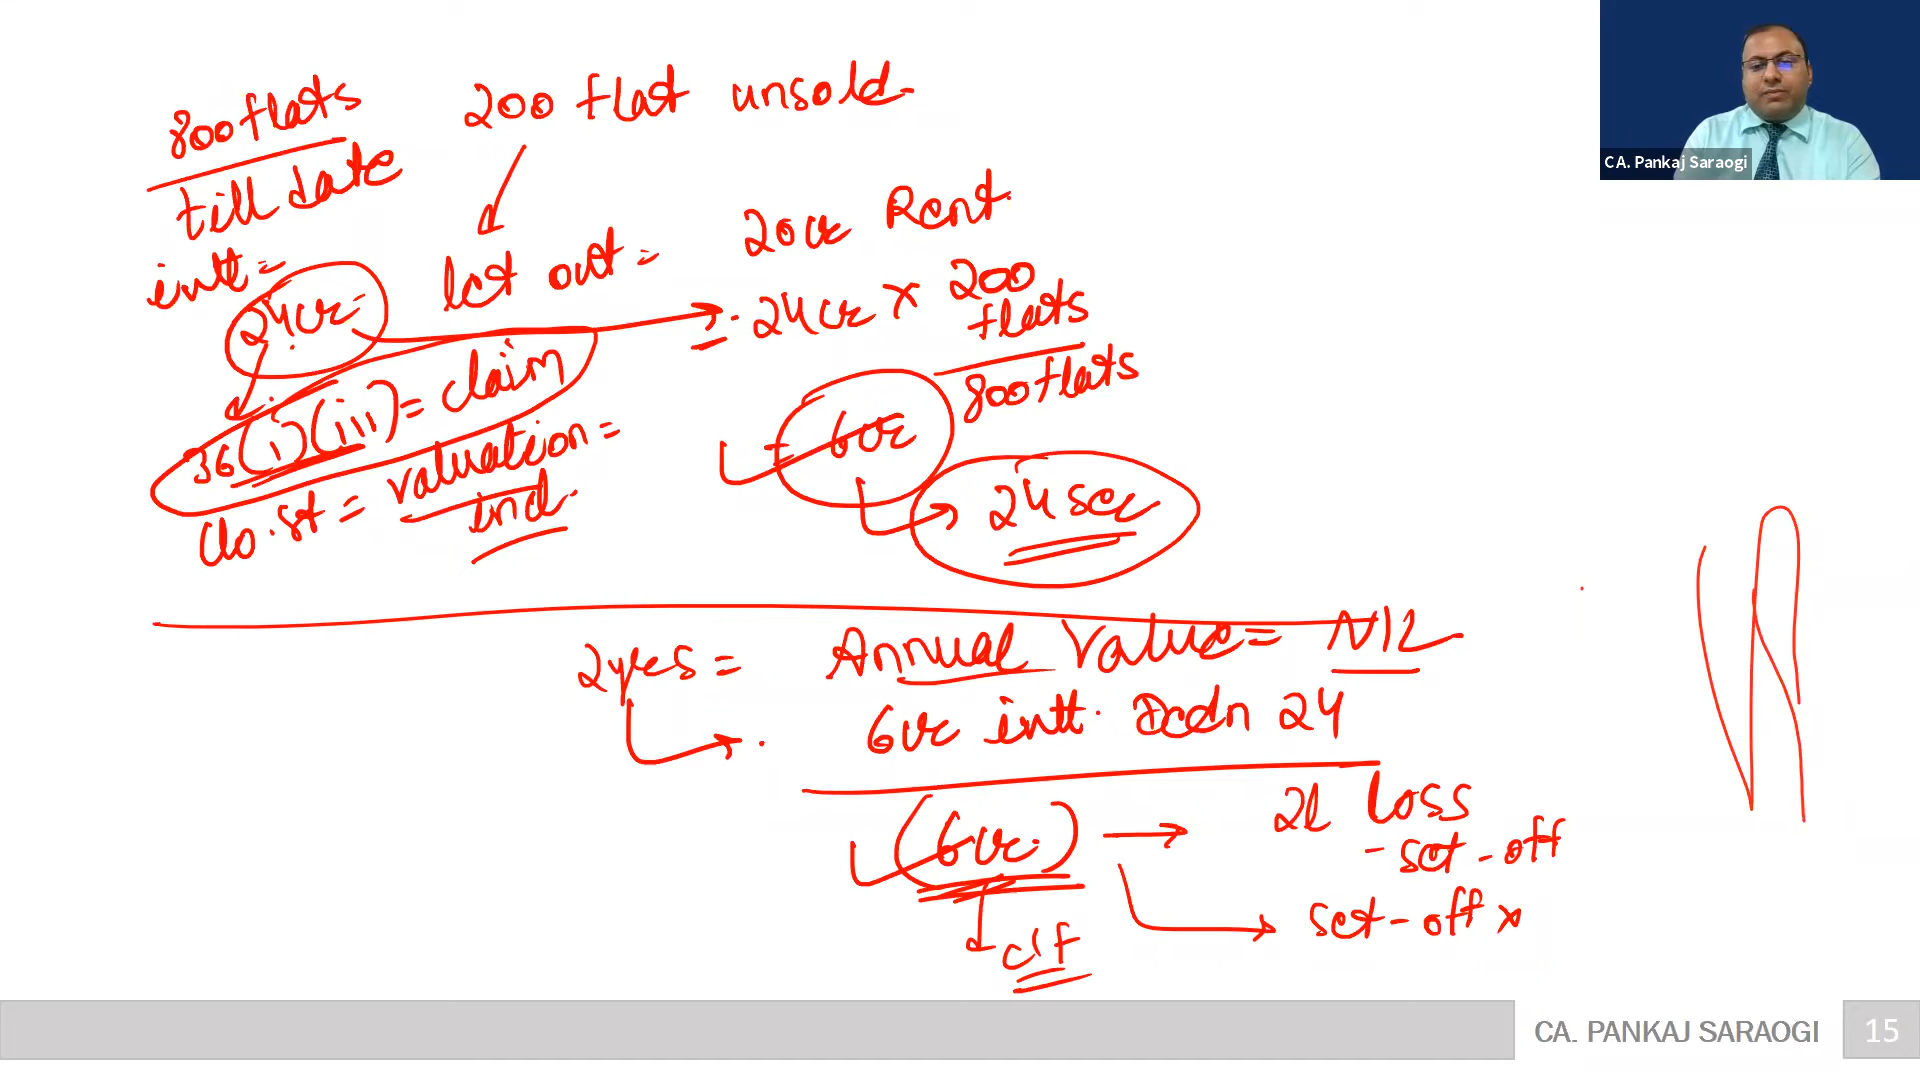 800 flats
till date
intt =
24cr
36(i)(iii) = claim
clo. st = valuation =
incl.
200 flat unsold
let out = 20cr Rent
24cr x 200 flats
800 flats
= 6cr
24 sec
2yrs = Annual Value = NIL
6cr intt. Dedn 24
(6cr) → 2l Loss
- set-off
set-off x
c/f
CA. Pankaj Saraogi
CA. PANKAJ SARAOGI
15